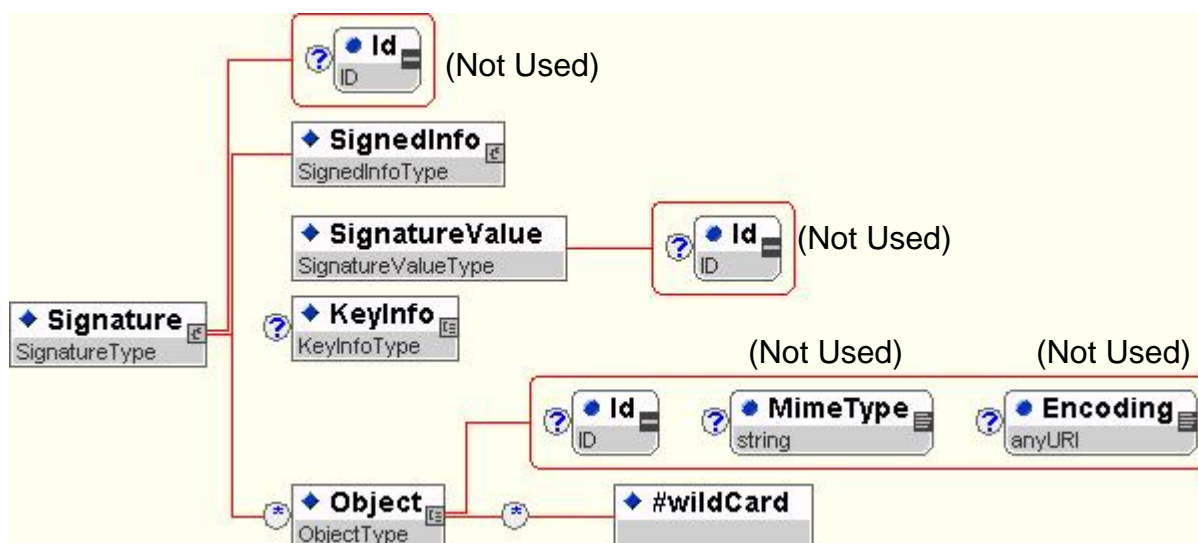 Id
ID
(Not Used)
SignedInfo
SignedInfoType
SignatureValue
SignatureValueType
Id
ID
(Not Used)
Signature
SignatureType
?
KeyInfo
KeyInfoType
(Not Used) (Not Used)
? Id
ID
? MimeType
string
? Encoding
anyURI
* Object
ObjectType
* #wildCard